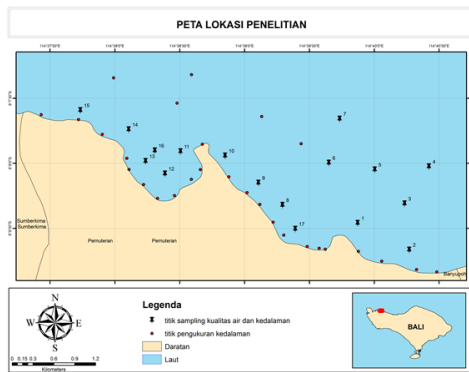 PETA LOKASI PENELITIAN
15
14
16
13
12
11
10
9
8
17
7
6
5
4
3
1
2
Sumberkima
Sumberkima
Pemuteran
Pemuteran
Banyupoh
N
W E
S
0 0.15 0.3 0.6 0.9 1.2
Kilometers
Legenda
titik sampling kualitas air dan kedalaman
titik pengukuran kedalaman
Daratan
Laut
BALI